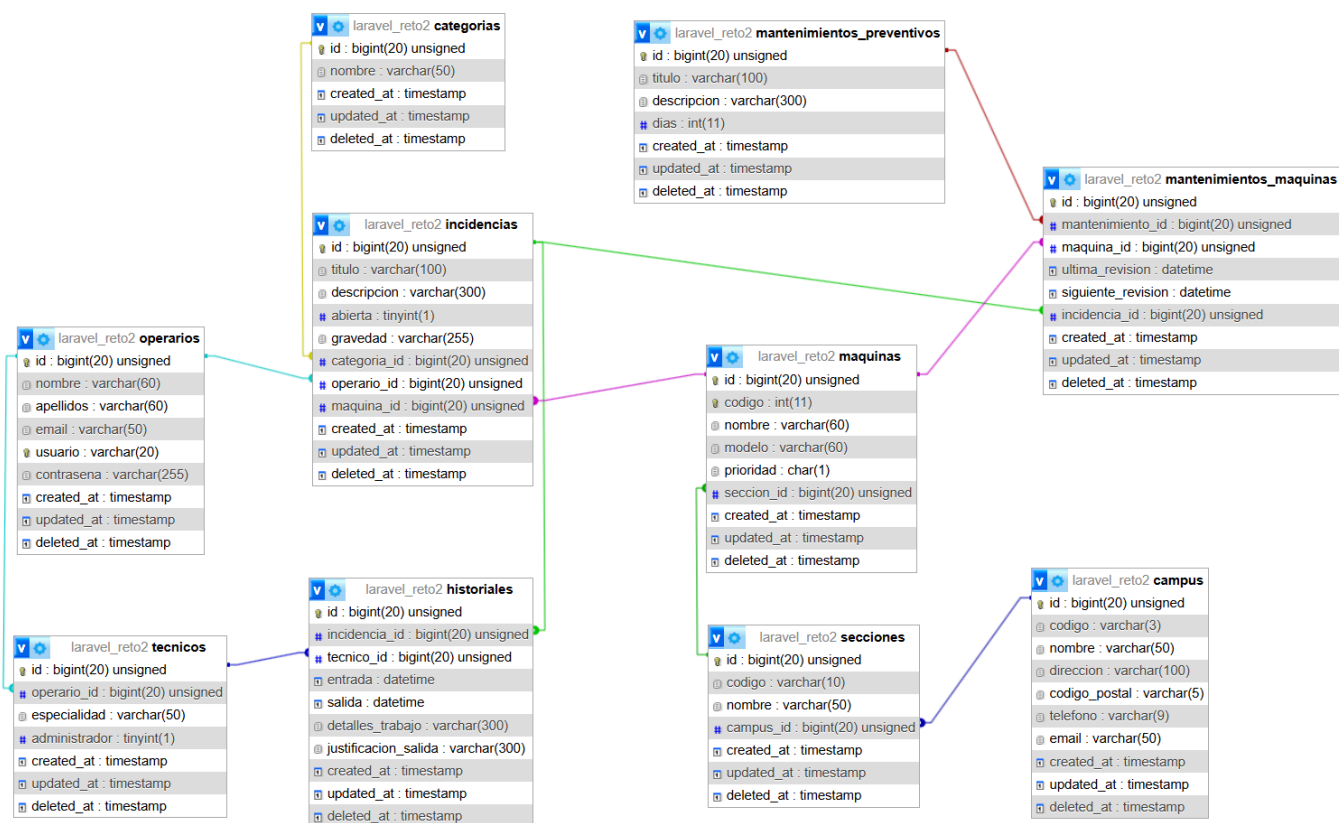 laravel_reto2 categorias
id : bigint(20) unsigned
nombre : varchar(50)
created_at : timestamp
updated_at : timestamp
deleted_at : timestamp
laravel_reto2 mantenimientos_preventivos
id : bigint(20) unsigned
titulo : varchar(100)
descripcion : varchar(300)
dias : int(11)
created_at : timestamp
updated_at : timestamp
deleted_at : timestamp
laravel_reto2 mantenimientos_maquinas
id : bigint(20) unsigned
mantenimiento_id : bigint(20) unsigned
maquina_id : bigint(20) unsigned
ultima_revision : datetime
siguiente_revision : datetime
incidencia_id : bigint(20) unsigned
created_at : timestamp
updated_at : timestamp
deleted_at : timestamp
laravel_reto2 incidencias
id : bigint(20) unsigned
titulo : varchar(100)
descripcion : varchar(300)
abierta : tinyint(1)
gravedad : varchar(255)
categoria_id : bigint(20) unsigned
operario_id : bigint(20) unsigned
maquina_id : bigint(20) unsigned
created_at : timestamp
updated_at : timestamp
deleted_at : timestamp
laravel_reto2 operarios
id : bigint(20) unsigned
nombre : varchar(60)
apellidos : varchar(60)
email : varchar(50)
usuario : varchar(20)
contrasena : varchar(255)
created_at : timestamp
updated_at : timestamp
deleted_at : timestamp
laravel_reto2 maquinas
id : bigint(20) unsigned
codigo : int(11)
nombre : varchar(60)
modelo : varchar(60)
prioridad : char(1)
seccion_id : bigint(20) unsigned
created_at : timestamp
updated_at : timestamp
deleted_at : timestamp
laravel_reto2 tecnicos
id : bigint(20) unsigned
operario_id : bigint(20) unsigned
especialidad : varchar(50)
administrador : tinyint(1)
created_at : timestamp
updated_at : timestamp
deleted_at : timestamp
laravel_reto2 historiales
id : bigint(20) unsigned
incidencia_id : bigint(20) unsigned
tecnico_id : bigint(20) unsigned
entrada : datetime
salida : datetime
detalles_trabajo : varchar(300)
justificacion_salida : varchar(300)
created_at : timestamp
updated_at : timestamp
deleted_at : timestamp
laravel_reto2 secciones
id : bigint(20) unsigned
codigo : varchar(10)
nombre : varchar(50)
campus_id : bigint(20) unsigned
created_at : timestamp
updated_at : timestamp
deleted_at : timestamp
laravel_reto2 campus
id : bigint(20) unsigned
codigo : varchar(3)
nombre : varchar(50)
direccion : varchar(100)
codigo_postal : varchar(5)
telefono : varchar(9)
email : varchar(50)
created_at : timestamp
updated_at : timestamp
deleted_at : timestamp